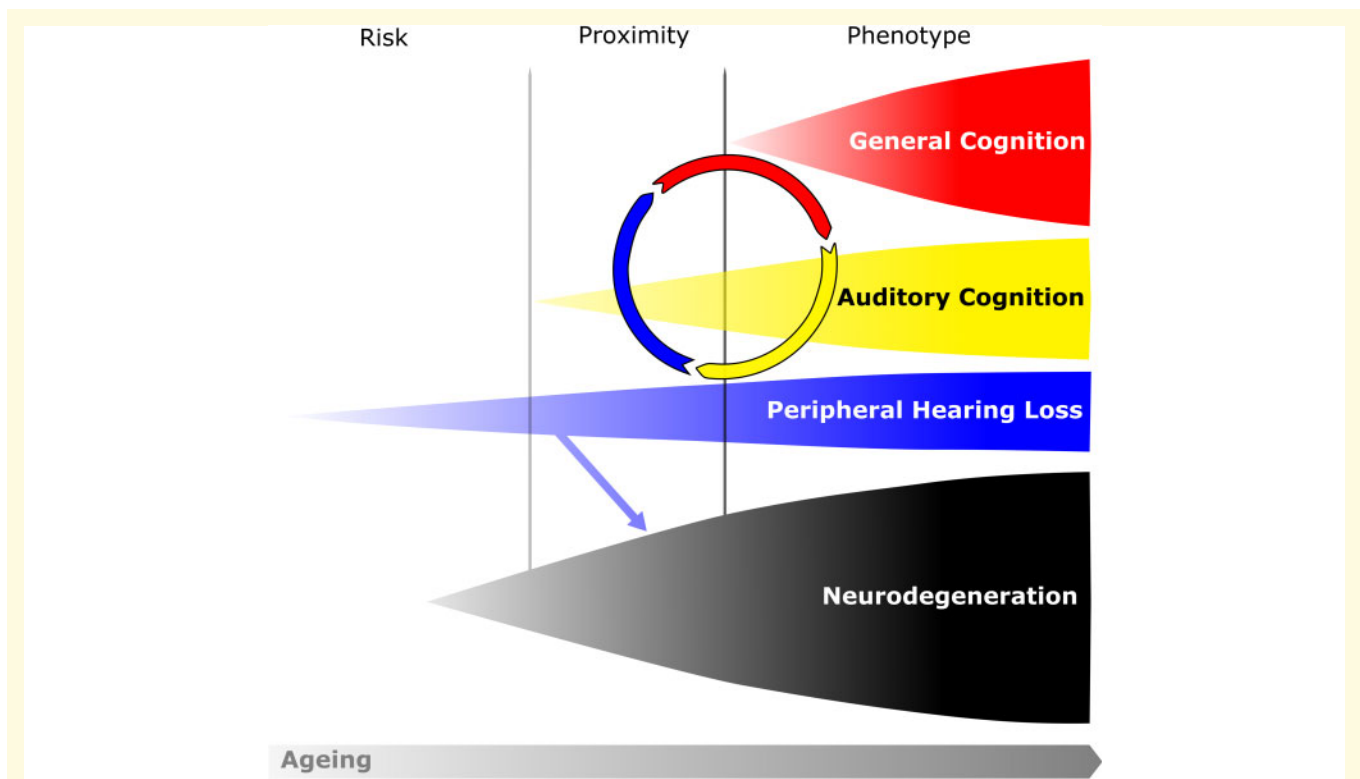 Risk
Proximity
Phenotype
General Cognition
Auditory Cognition
Peripheral Hearing Loss
Neurodegeneration
Ageing